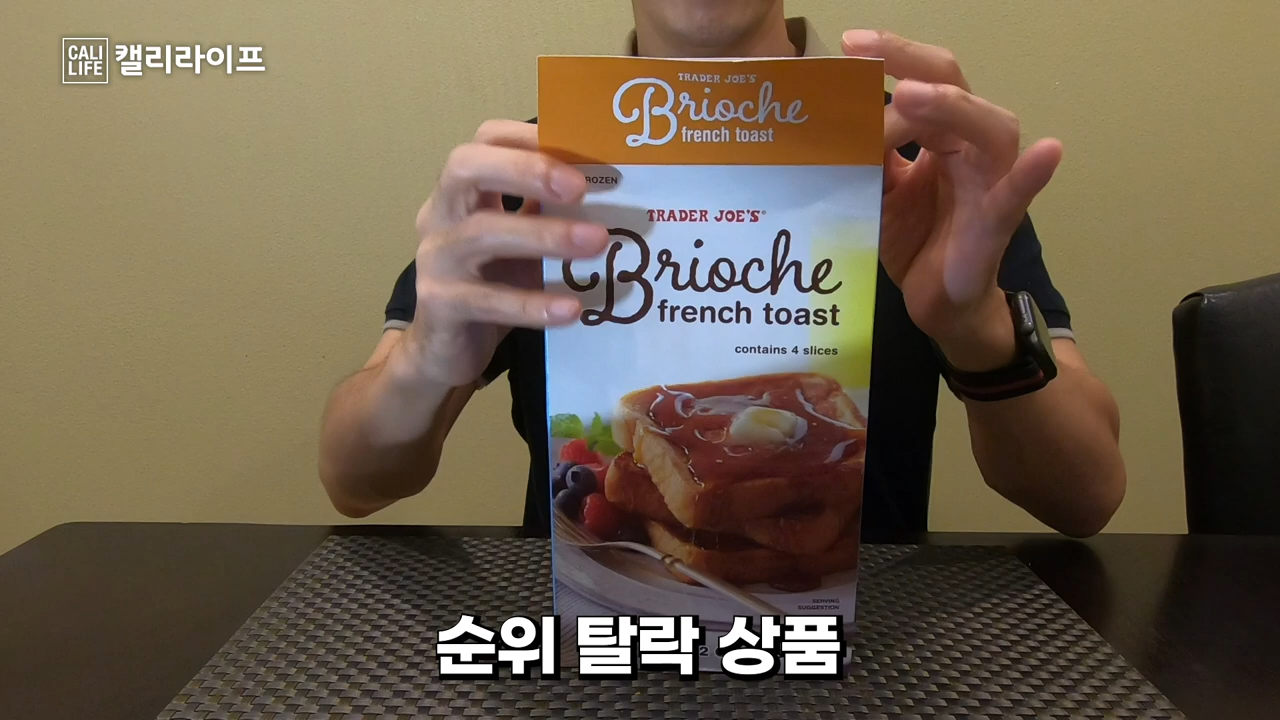 CALI
LIFE
캘리라이프
TRADER JOE'S
Brioche
french toast
TRADER JOE'S
Brioche
french toast
contains 4 slices
SERVING
SUGGESTION
순위 탈락 상품